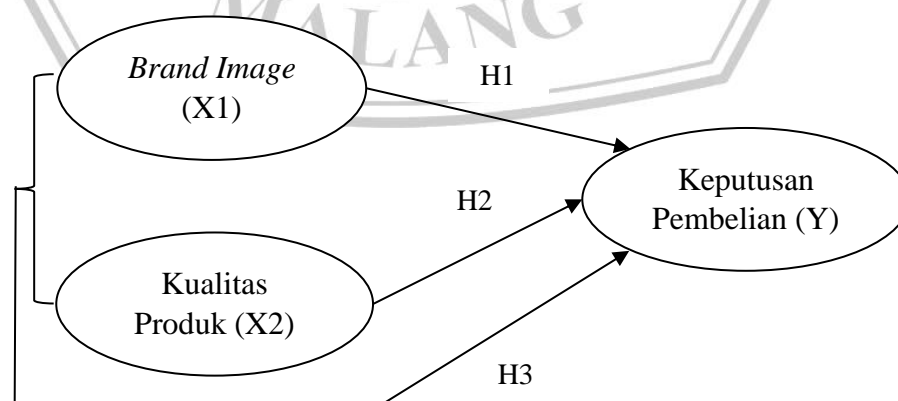 MALANG
Brand Image
(X1)
H1
Keputusan
Pembelian (Y)
H2
Kualitas
Produk (X2)
H3